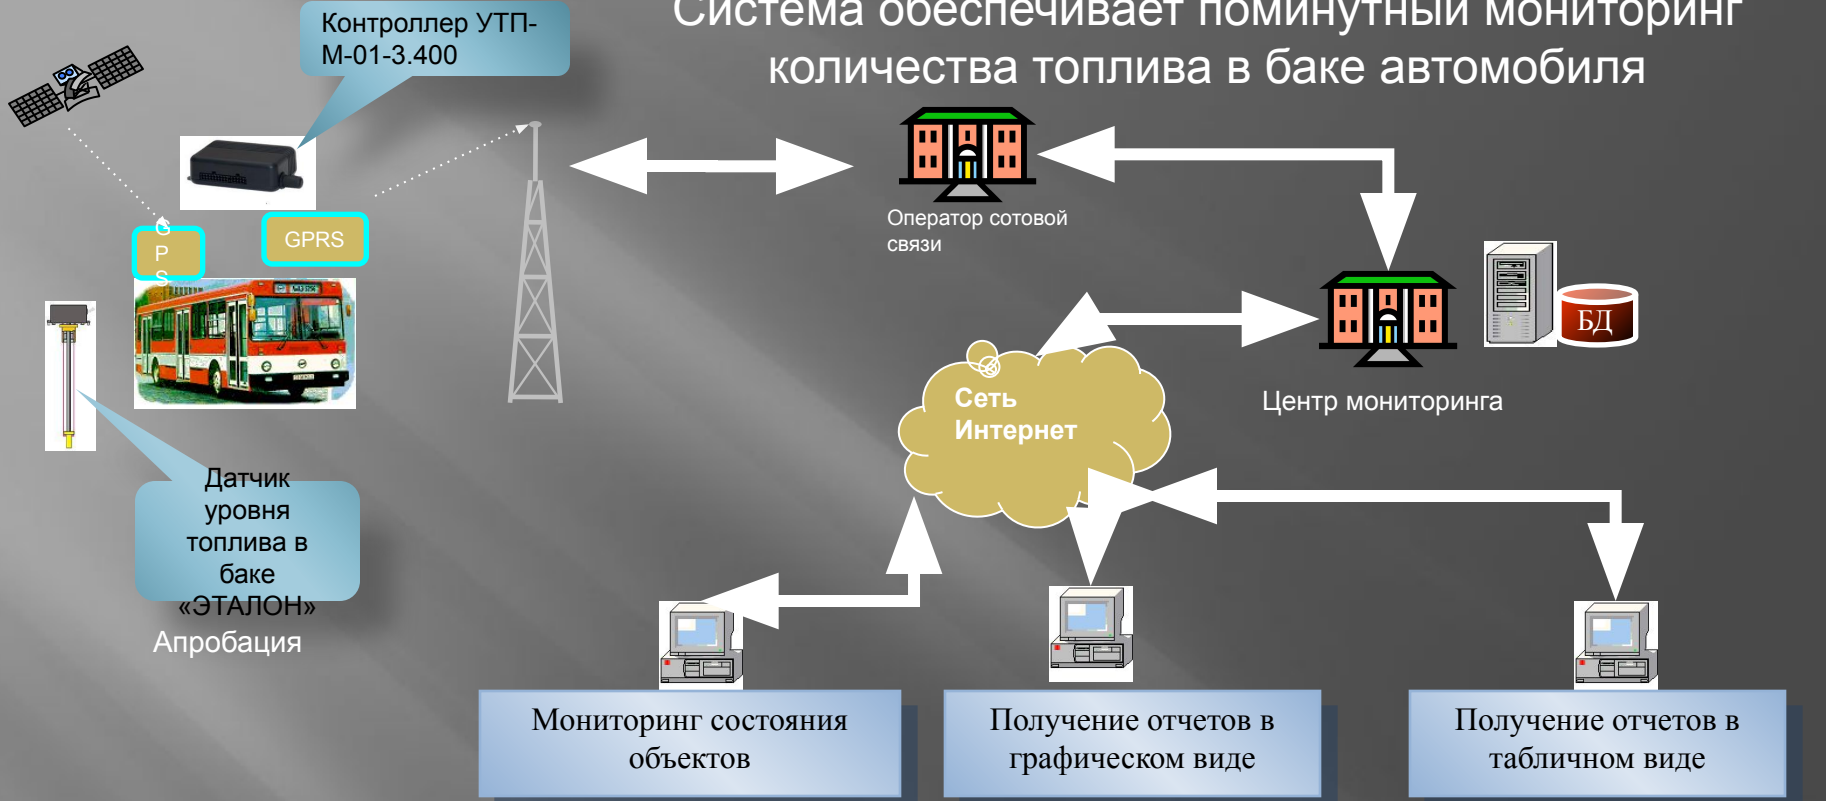 Система обеспечивает поминутный мониторинг
количества топлива в баке автомобиля
Контроллер УТП-
М-01-3.400
G
P
S
GPRS
Оператор сотовой
связи
БД
Центр мониторинга
Сеть
Интернет
Датчик
уровня
топлива в
баке
«ЭТАЛОН»
Апробация
Мониторинг состояния
объектов
Получение отчетов в
графическом виде
Получение отчетов в
табличном виде